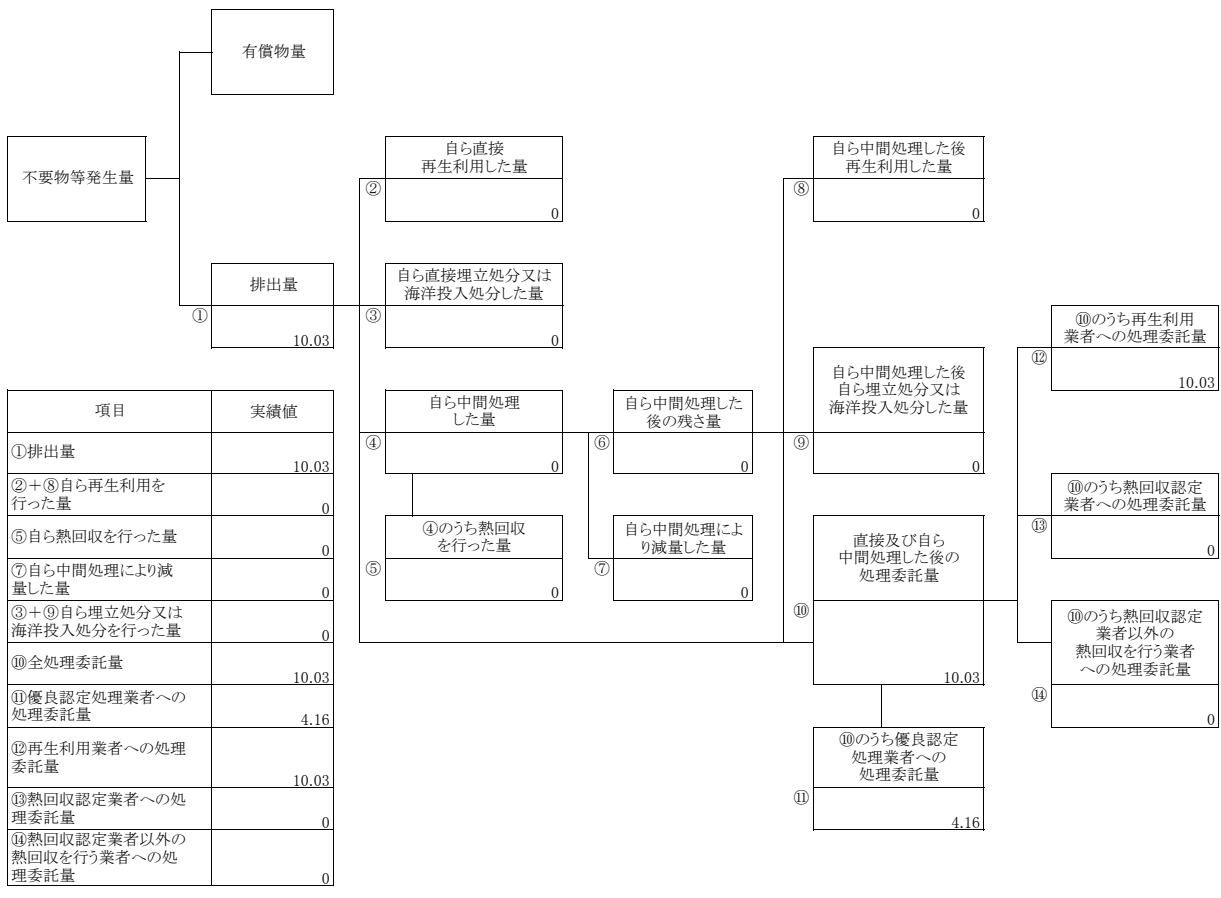 有償物量
不要物等発生量
排出量
①
10.03
自ら直接
再生利用した量
②
0
自ら直接埋立処分又は
海洋投入処分した量
③
0
自ら中間処理
した量
④
0
④のうち熱回収
を行った量
⑤
0
自ら中間処理した
後の残さ量
⑥
0
自ら中間処理によ
り減量した量
⑦
0
自ら中間処理した後
再生利用した量
⑧
0
自ら中間処理した後
自ら埋立処分又は
海洋投入処分した量
⑨
0
直接及び自ら
中間処理した後の
処理委託量
⑩
10.03
⑩のうち優良認定
処理業者への
処理委託量
⑪
4.16
⑩のうち再生利用
業者への処理委託量
⑫
10.03
⑩のうち熱回収認定
業者への処理委託量
⑬
0
⑩のうち熱回収認定
業者以外の
熱回収を行う業者
への処理委託量
⑭
0
項目 実績値
①排出量
10.03
②＋⑧自ら再生利用を
行った量
0
⑤自ら熱回収を行った量
0
⑦自ら中間処理により減
量した量
0
③＋⑨自ら埋立処分又は
海洋投入処分を行った量
0
⑩全処理委託量
10.03
⑪優良認定処理業者への
処理委託量
4.16
⑫再生利用業者への処理
委託量
10.03
⑬熱回収認定業者への処
理委託量
0
⑭熱回収認定業者以外の
熱回収を行う業者への処
理委託量
0